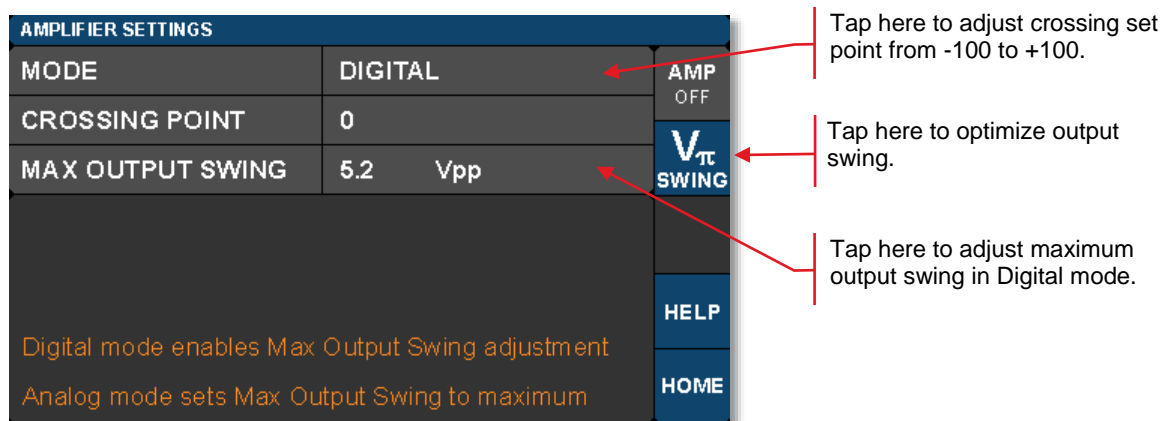 AMPLIFIER SETTINGS
MODE DIGITAL
CROSSING POINT 0
MAX OUTPUT SWING 5.2 Vpp
Digital mode enables Max Output Swing adjustment
Analog mode sets Max Output Swing to maximum
AMP
OFF
Vπ
SWING
HELP
HOME
Tap here to adjust crossing set
point from -100 to +100.
Tap here to optimize output
swing.
Tap here to adjust maximum
output swing in Digital mode.